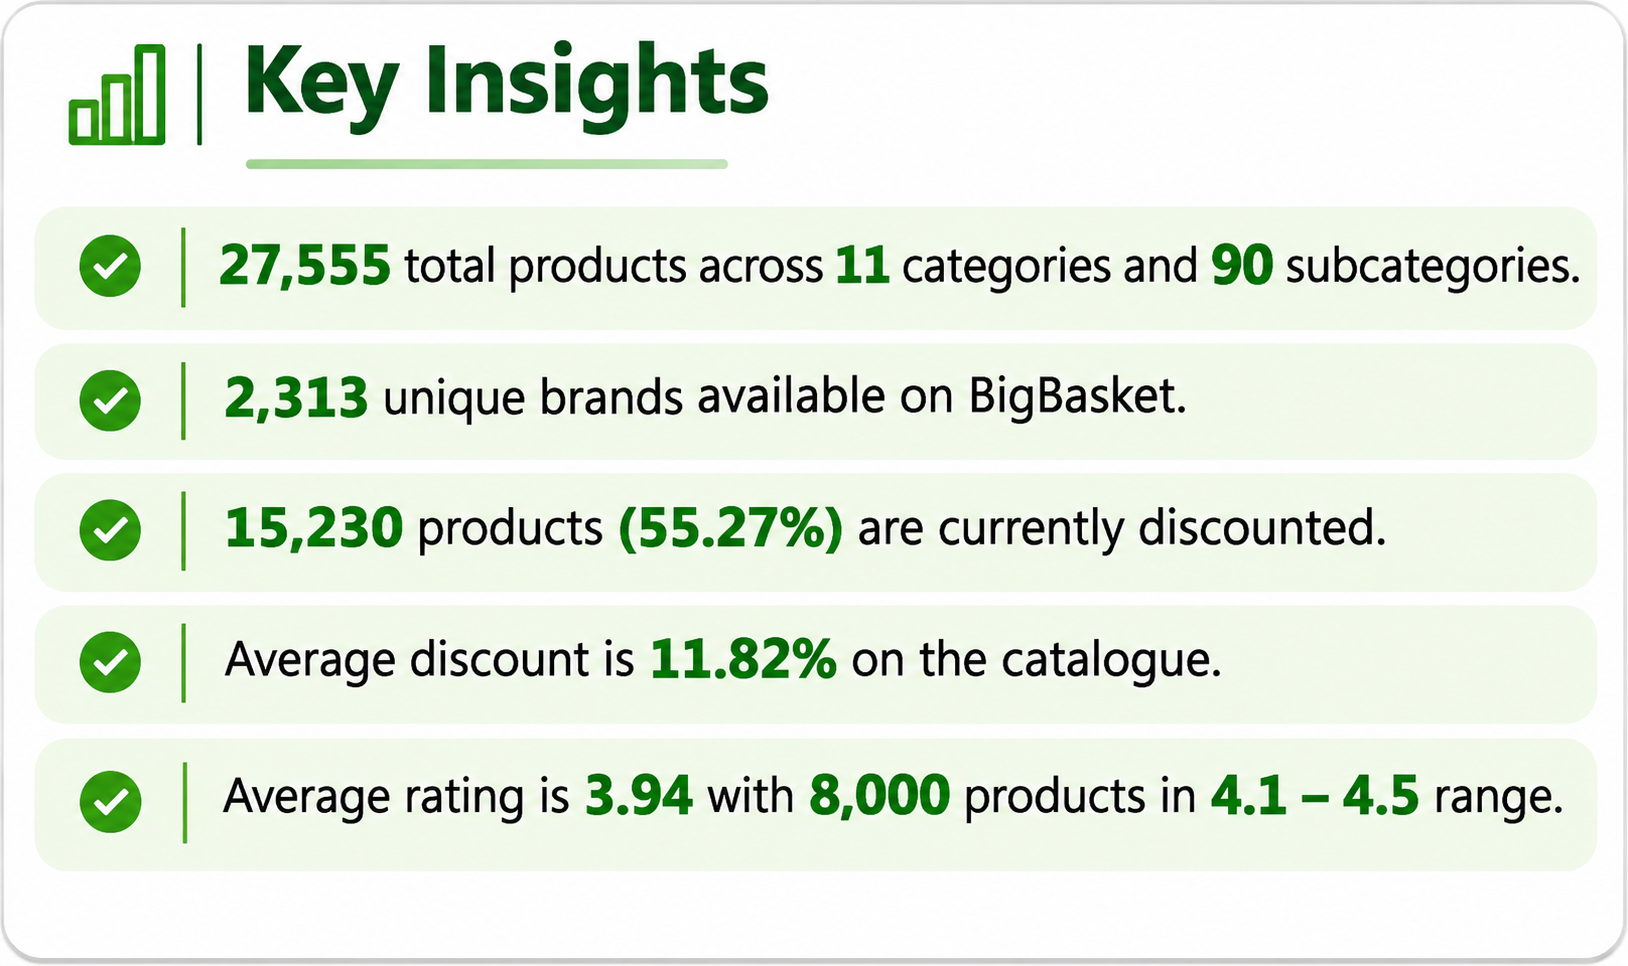 Key Insights
27,555 total products across 11 categories and 90 subcategories.
2,313 unique brands available on BigBasket.
15,230 products (55.27%) are currently discounted.
Average discount is 11.82% on the catalogue.
Average rating is 3.94 with 8,000 products in 4.1 – 4.5 range.